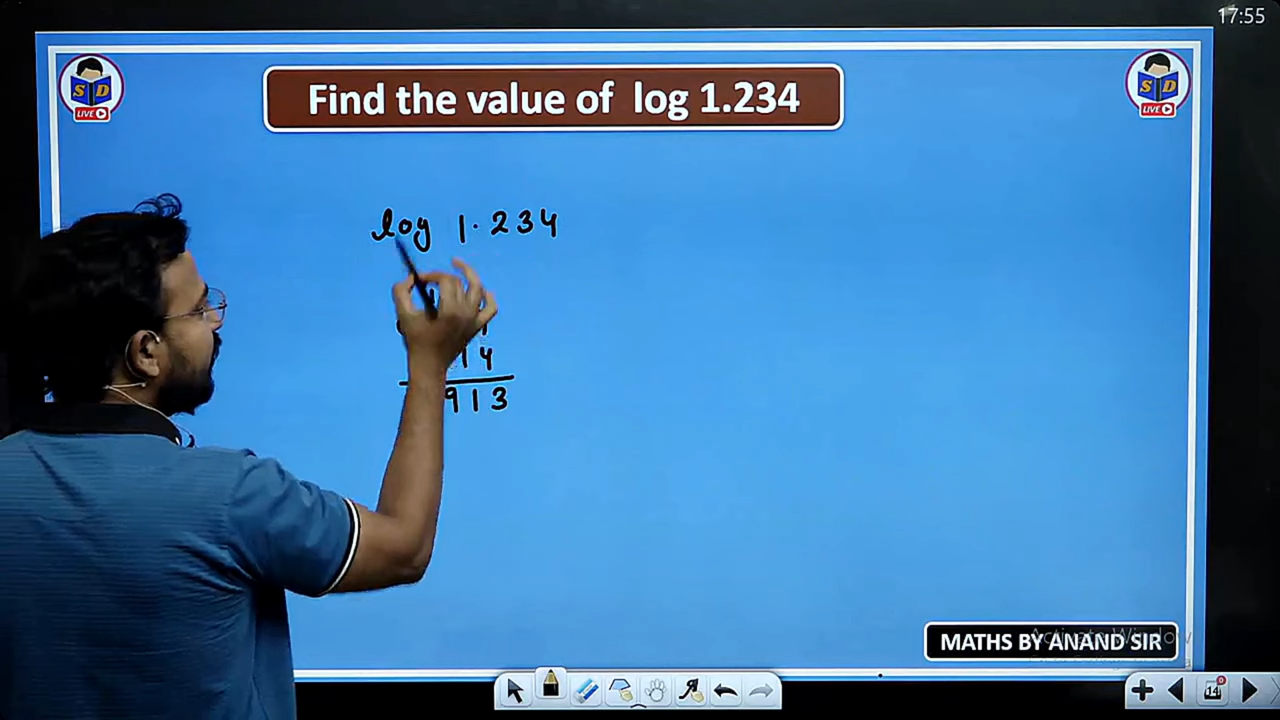 17:55
S D
LIVE
Find the value of log 1.234
S D
LIVE
log 1.234
14
913
MATHS BY ANAND SIR
14